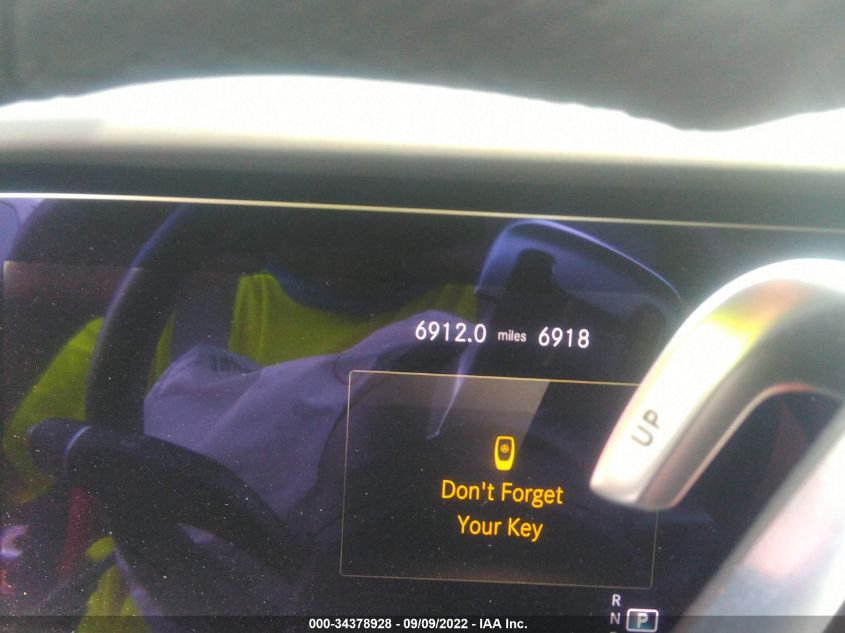 6912.0 miles 6918
UP
Don't Forget
Your Key
R
N P
000-34378928 - 09/09/2022 - IAA Inc.